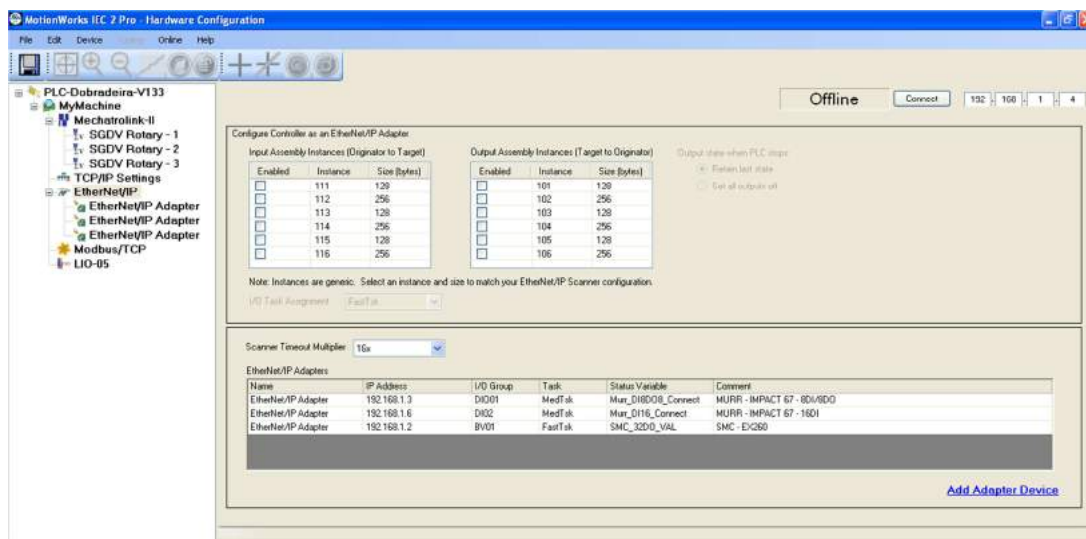 MotionWorks IEC 2 Pro - Hardware Configuration
File Edit Device Online Help
PLC-Dobradeira-V133
MyMachine
Mechatrolink-II
SGDV Rotary - 1
SGDV Rotary - 2
SGDV Rotary - 3
TCP/IP Settings
EtherNet/IP
EtherNet/IP Adapter
EtherNet/IP Adapter
EtherNet/IP Adapter
Modbus/TCP
LIO-05
Offline Connect 192 . 168 . 1 . 4
Configure Controller as an EtherNet/IP Adapter
Input Assembly Instances (Originator to Target)
Enabled Instance Size (bytes)
111 128
112 256
113 128
114 256
115 128
116 256
Output Assembly Instances (Target to Originator)
Enabled Instance Size (bytes)
101 128
102 256
103 128
104 256
105 128
106 256
Output state when PLC stops
Retain last state
Set all outputs off
Note: Instances are generic. Select an instance and size to match your EtherNet/IP Scanner configuration.
I/O Task Assignment FastTsk
Scanner Timeout Multiplier 16x
EtherNet/IP Adapters
Name IP Address I/O Group Task Status Variable Comment
EtherNet/IP Adapter 192.168.1.3 DIO01 MedTsk Murr_DI8DO8_Connect MURR - IMPACT 67 - 8DI/8DO
EtherNet/IP Adapter 192.168.1.6 DI02 MedTsk Murr_DI16_Connect MURR - IMPACT 67 - 16DI
EtherNet/IP Adapter 192.168.1.2 BV01 FastTsk SMC_32DO_VAL SMC - EX260
Add Adapter Device